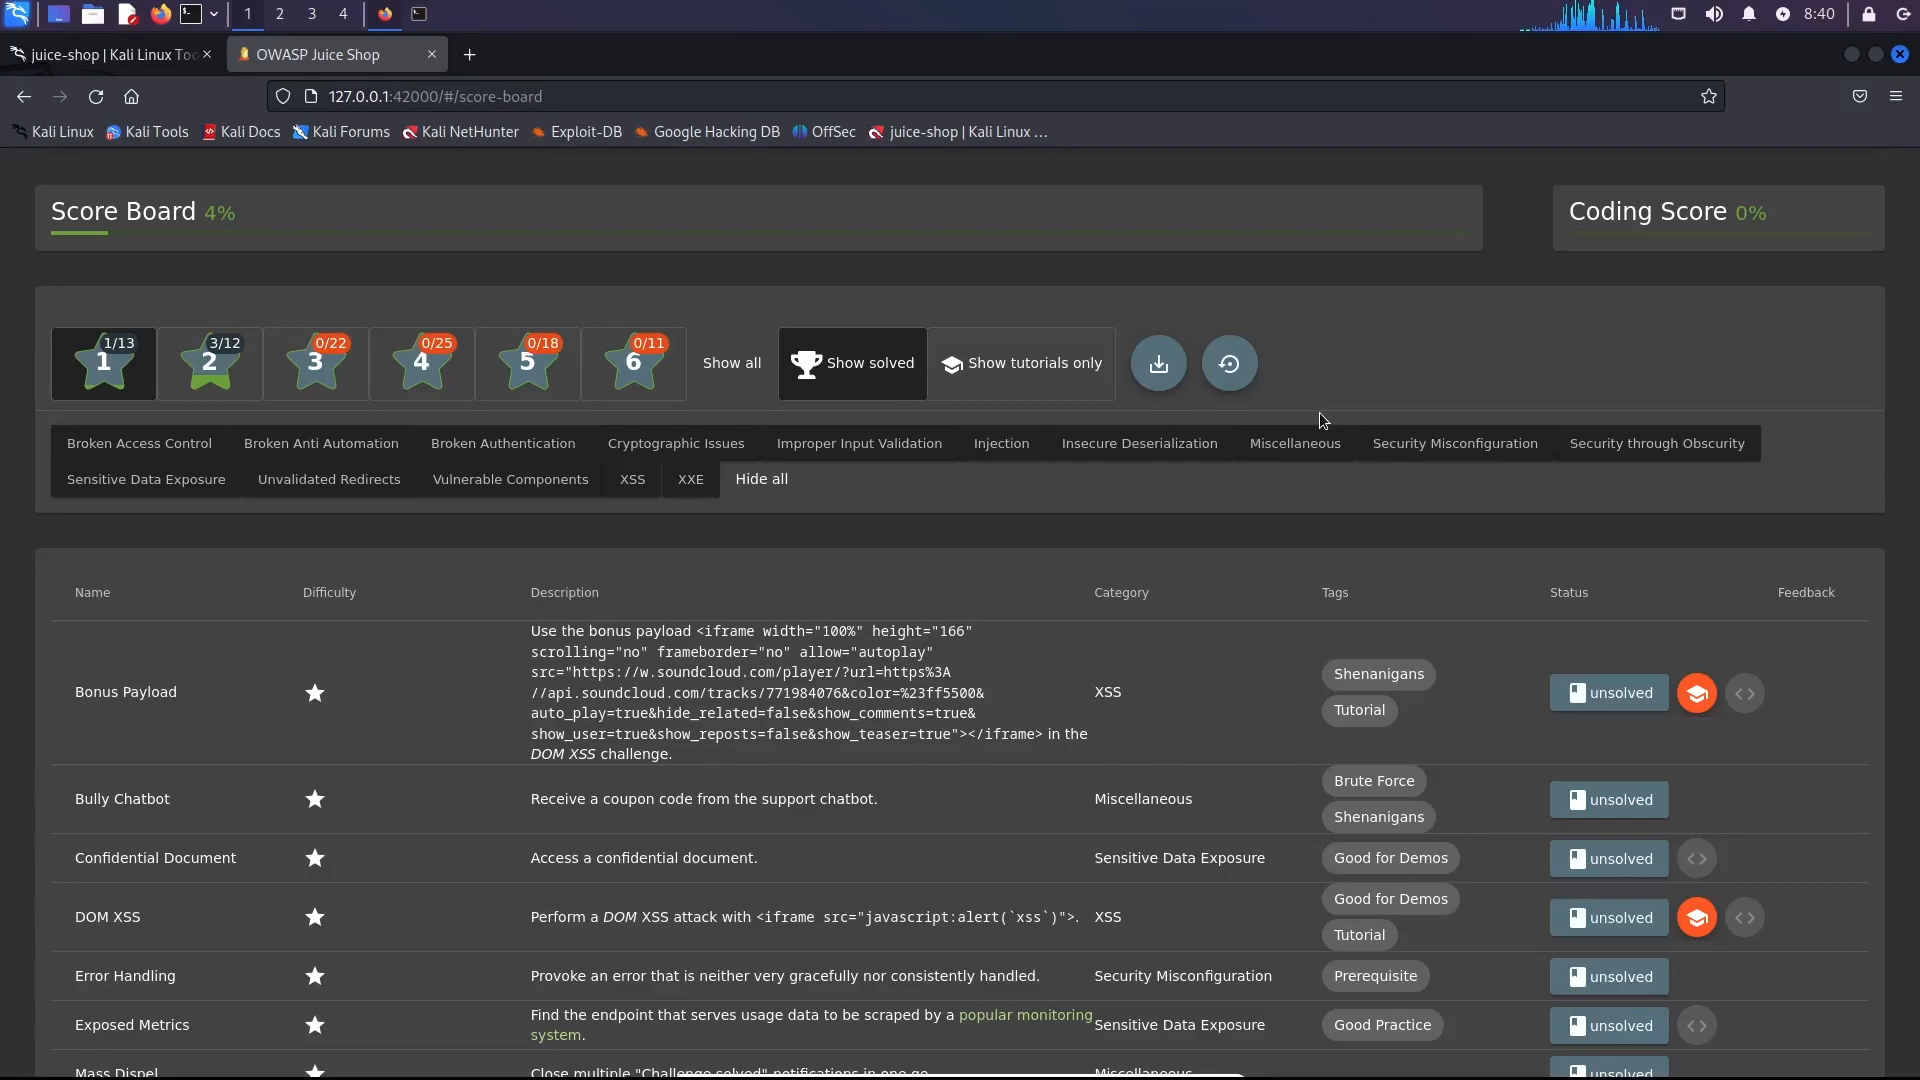 1 2 3 4 8:40
juice-shop | Kali Linux Too
OWASP Juice Shop
127.0.0.1:42000/#/score-board
Kali Linux Kali Tools Kali Docs Kali Forums Kali NetHunter Exploit-DB Google Hacking DB OffSec juice-shop | Kali Linux ...
Score Board 4%
Coding Score 0%
1/13 3/12 0/22 0/25 0/18 0/11
1 2 3 4 5 6 Show all Show solved Show tutorials only
Broken Access Control Broken Anti Automation Broken Authentication Cryptographic Issues Improper Input Validation Injection Insecure Deserialization Miscellaneous Security Misconfiguration Security through Obscurity
Sensitive Data Exposure Unvalidated Redirects Vulnerable Components XSS XXE Hide all
Name Difficulty Description Category Tags Status Feedback
Bonus Payload
Use the bonus payload <iframe width="100%" height="166"
scrolling="no" frameborder="no" allow="autoplay"
src="https://w.soundcloud.com/player/?url=https%3A
//api.soundcloud.com/tracks/771984076&color=%23ff5500&
auto_play=true&hide_related=false&show_comments=true&
show_user=true&show_reposts=false&show_teaser=true"></iframe> in the
DOM XSS challenge.
XSS
Shenanigans
Tutorial
unsolved
Bully Chatbot Receive a coupon code from the support chatbot. Miscellaneous
Brute Force
Shenanigans
unsolved
Confidential Document Access a confidential document. Sensitive Data Exposure Good for Demos unsolved
DOM XSS Perform a DOM XSS attack with <iframe src="javascript:alert(`xss`)">. XSS
Good for Demos
Tutorial
unsolved
Error Handling Provoke an error that is neither very gracefully nor consistently handled. Security Misconfiguration Prerequisite unsolved
Exposed Metrics
Find the endpoint that serves usage data to be scraped by a popular monitoring
system.
Sensitive Data Exposure Good Practice unsolved
Mass Dispel Close multiple "Challenge solved" notifications in one go. Miscellaneous unsolved